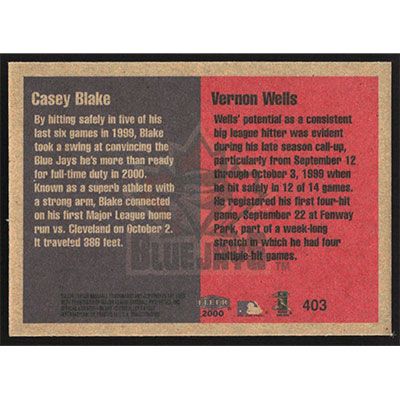 Casey Blake
By hitting safely in five of his
last six games in 1999, Blake
took a swing at convincing the
Blue Jays he's more than ready
for full-time duty in 2000.
Known as a superb athlete with
a strong arm, Blake connected
on his first Major League home
run vs. Cleveland on October 2.
It traveled 386 feet.
Vernon Wells
Wells' potential as a consistent
big league hitter was evident
during his late season call-up,
particularly from September 12
through October 3, 1999 when
he hit safely in 12 of 14 games.
He registered his first four-hit
game, September 22 at Fenway
Park, part of a week-long
stretch in which he had four
multiple-hit games.
BLUE JAYS ™
FLEER
2000
403